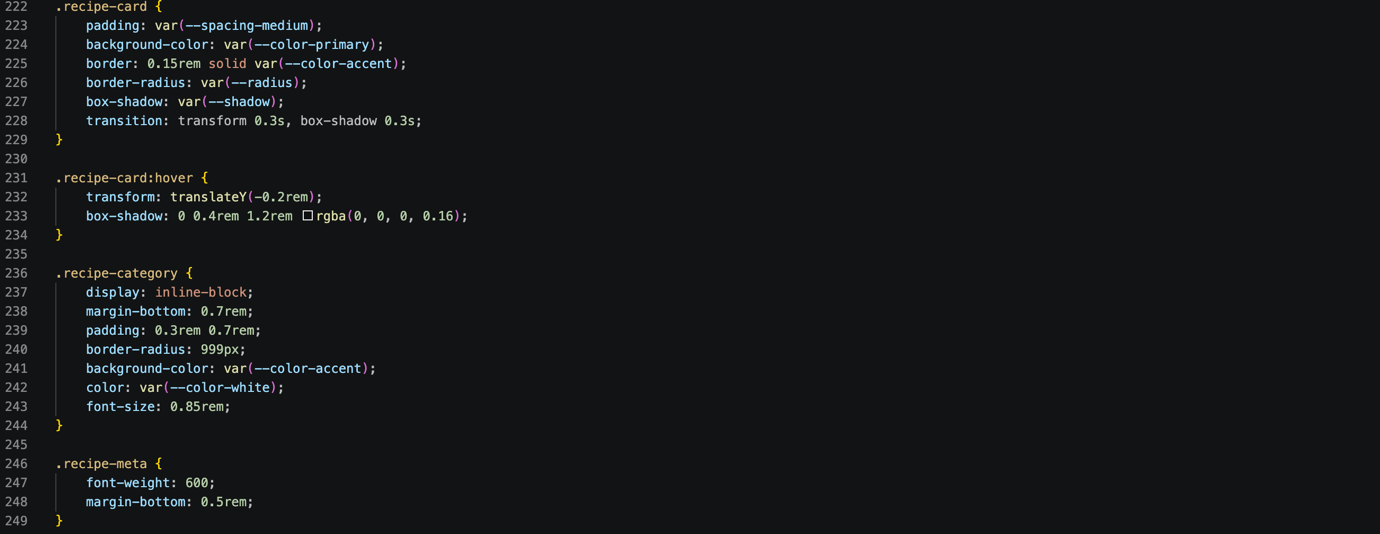 222 .recipe-card {
223     padding: var(--spacing-medium);
224     background-color: var(--color-primary);
225     border: 0.15rem solid var(--color-accent);
226     border-radius: var(--radius);
227     box-shadow: var(--shadow);
228     transition: transform 0.3s, box-shadow 0.3s;
229 }
230
231 .recipe-card:hover {
232     transform: translateY(-0.2rem);
233     box-shadow: 0 0.4rem 1.2rem rgba(0, 0, 0, 0.16);
234 }
235
236 .recipe-category {
237     display: inline-block;
238     margin-bottom: 0.7rem;
239     padding: 0.3rem 0.7rem;
240     border-radius: 999px;
241     background-color: var(--color-accent);
242     color: var(--color-white);
243     font-size: 0.85rem;
244 }
245
246 .recipe-meta {
247     font-weight: 600;
248     margin-bottom: 0.5rem;
249 }